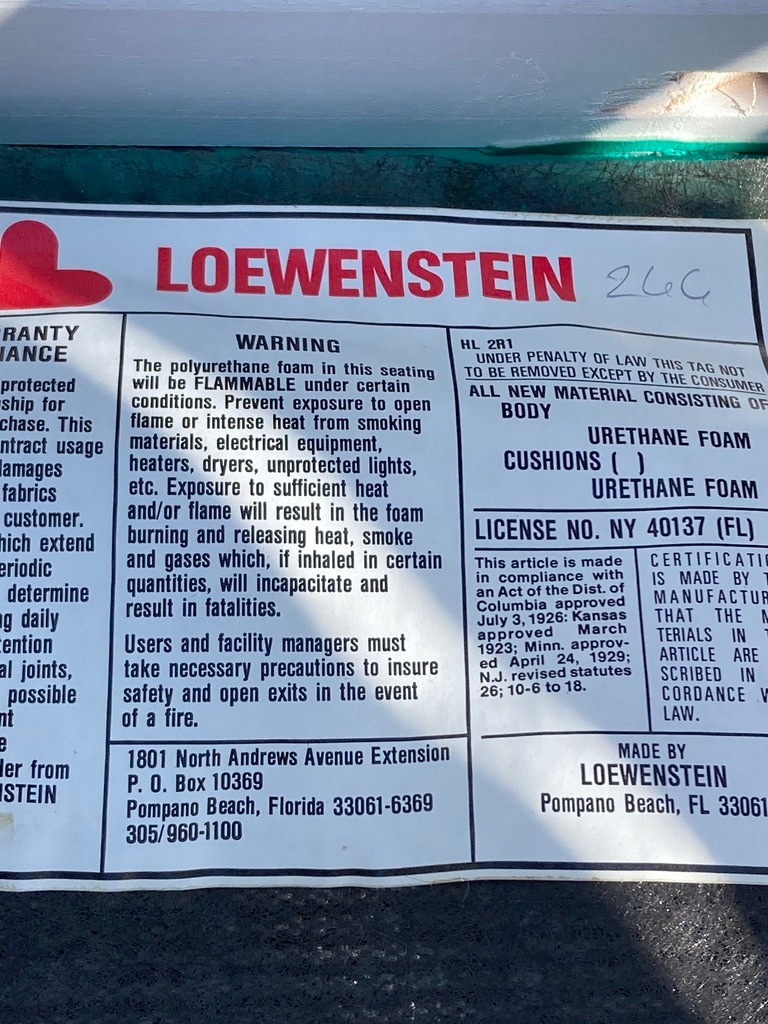 LOEWENSTEIN
RANTY
protected
ship for
chase. This
ntract usage
amages
fabrics
customer.
hich extend
eriodic
determine
ng daily
tention
al joints,
possible
nt
e
ler from
NSTEIN
WARNING
The polyurethane foam in this seating
will be FLAMMABLE under certain
conditions. Prevent exposure to open
flame or intense heat from smoking
materials, electrical equipment,
heaters, dryers, unprotected lights,
etc. Exposure to sufficient heat
and/or flame will result in the foam
burning and releasing heat, smoke
and gases which, if inhaled in certain
quantities, will incapacitate and
result in fatalities.
Users and facility managers must
take necessary precautions to insure
safety and open exits in the event
of a fire.
1801 North Andrews Avenue Extension
P. O. Box 10369
Pompano Beach, Florida 33061-6369
305/960-1100
HL 2R1
UNDER PENALTY OF LAW THIS TAG NOT
TO BE REMOVED EXCEPT BY THE CONSUMER
ALL NEW MATERIAL CONSISTING OF
BODY
URETHANE FOAM
CUSHIONS ( )
URETHANE FOAM
LICENSE NO. NY 40137 (FL)
This article is made
in compliance with
an Act of the Dist. of
Columbia approved
July 3, 1926: Kansas
approved March
1923; Minn. approv-
ed April 24, 1929;
N.J. revised statutes
26; 10-6 to 18.
CERTIFICATI
IS MADE BY T
MANUFACTUR
THAT THE M
TERIALS IN T
ARTICLE ARE
SCRIBED IN
CORDANCE W
LAW.
MADE BY
LOEWENSTEIN
Pompano Beach, FL 33061